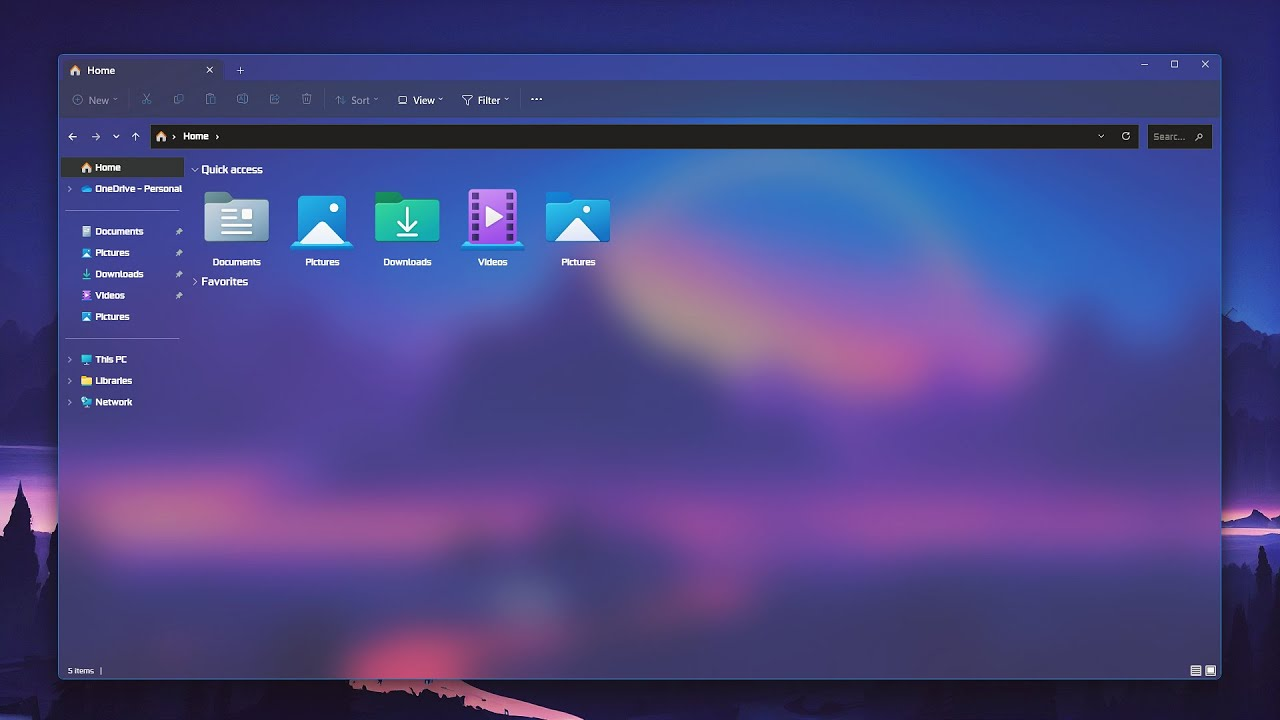 Home
New
Sort
View
Filter
Home
Searc...
Home
OneDrive - Personal
Documents
Pictures
Downloads
Videos
Pictures
This PC
Libraries
Network
Quick access
Documents
Pictures
Downloads
Videos
Pictures
Favorites
5 items